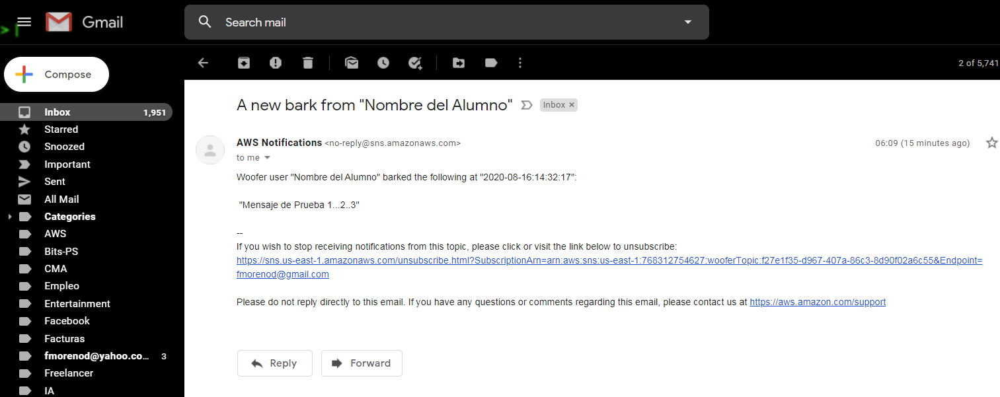 Gmail
Search mail
Compose
2 of 5,741
Inbox 1,951
Starred
Snoozed
Important
Sent
All Mail
Categories
AWS
Bits-PS
CMA
Empleo
Entertainment
Facebook
Facturas
fmorenod@yahoo.co... 3
Freelancer
IA
A new bark from "Nombre del Alumno" Inbox ×
AWS Notifications <no-reply@sns.amazonaws.com> 06:09 (15 minutes ago)
to me
Woofer user "Nombre del Alumno" barked the following at "2020-08-16:14:32:17":
"Mensaje de Prueba 1...2..3"
--
If you wish to stop receiving notifications from this topic, please click or visit the link below to unsubscribe:
https://sns.us-east-1.amazonaws.com/unsubscribe.html?SubscriptionArn=arn:aws:sns:us-east-1:768312754627:wooferTopic:f27e1f35-d967-407a-86c3-8d90f02a6c55&Endpoint=
fmorenod@gmail.com
Please do not reply directly to this email. If you have any questions or comments regarding this email, please contact us at https://aws.amazon.com/support
Reply Forward